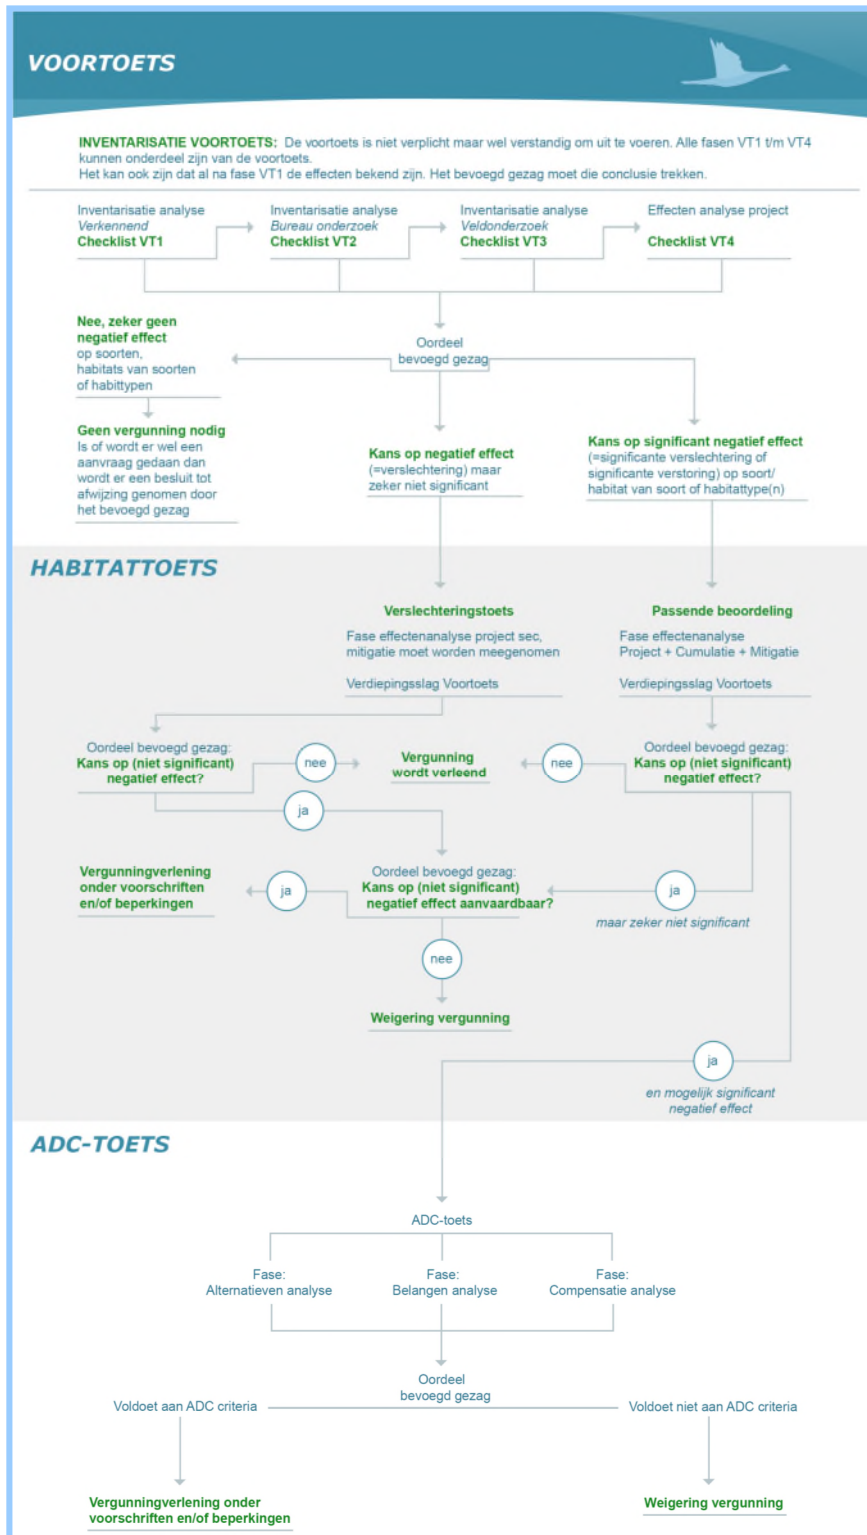 VOORTOETS
INVENTARISATIE VOORTOETS: De voortoets is niet verplicht maar wel verstandig om uit te voeren. Alle fasen VT1 t/m VT4
kunnen onderdeel zijn van de voortoets.
Het kan ook zijn dat al na fase VT1 de effecten bekend zijn. Het bevoegd gezag moet die conclusie trekken.
Inventarisatie analyse
Verkennend
Checklist VT1
Inventarisatie analyse
Bureau onderzoek
Checklist VT2
Inventarisatie analyse
Veldonderzoek
Checklist VT3
Effecten analyse project
Checklist VT4
Nee, zeker geen
negatief effect
op soorten,
habitats van soorten
of habittypen
Oordeel
bevoegd gezag
Geen vergunning nodig
Is of wordt er wel een
aanvraag gedaan dan
wordt er een besluit tot
afwijzing genomen door
het bevoegd gezag
Kans op negatief effect
(=verslechtering) maar
zeker niet significant
Kans op significant negatief effect
(=significante verslechtering of
significante verstoring) op soort/
habitat van soort of habitattype(n)
HABITATTOETS
Verslechteringstoets
Fase effectenanalyse project sec,
mitigatie moet worden meegenomen
Verdiepingsslag Voortoets
Passende beoordeling
Fase effectenanalyse
Project + Cumulatie + Mitigatie
Verdiepingsslag Voortoets
Oordeel bevoegd gezag:
Kans op (niet significant)
negatief effect?
nee
Vergunning
wordt verleend
nee
Oordeel bevoegd gezag:
Kans op (niet significant)
negatief effect?
ja
Vergunningverlening
onder voorschriften
en/of beperkingen
ja
Oordeel bevoegd gezag:
Kans op (niet significant)
negatief effect aanvaardbaar?
ja
maar zeker niet significant
nee
Weigering vergunning
ja
en mogelijk significant
negatief effect
ADC-TOETS
ADC-toets
Fase:
Alternatieven analyse
Fase:
Belangen analyse
Fase:
Compensatie analyse
Oordeel
bevoegd gezag
Voldoet aan ADC criteria
Voldoet niet aan ADC criteria
Vergunningverlening onder
voorschriften en/of beperkingen
Weigering vergunning